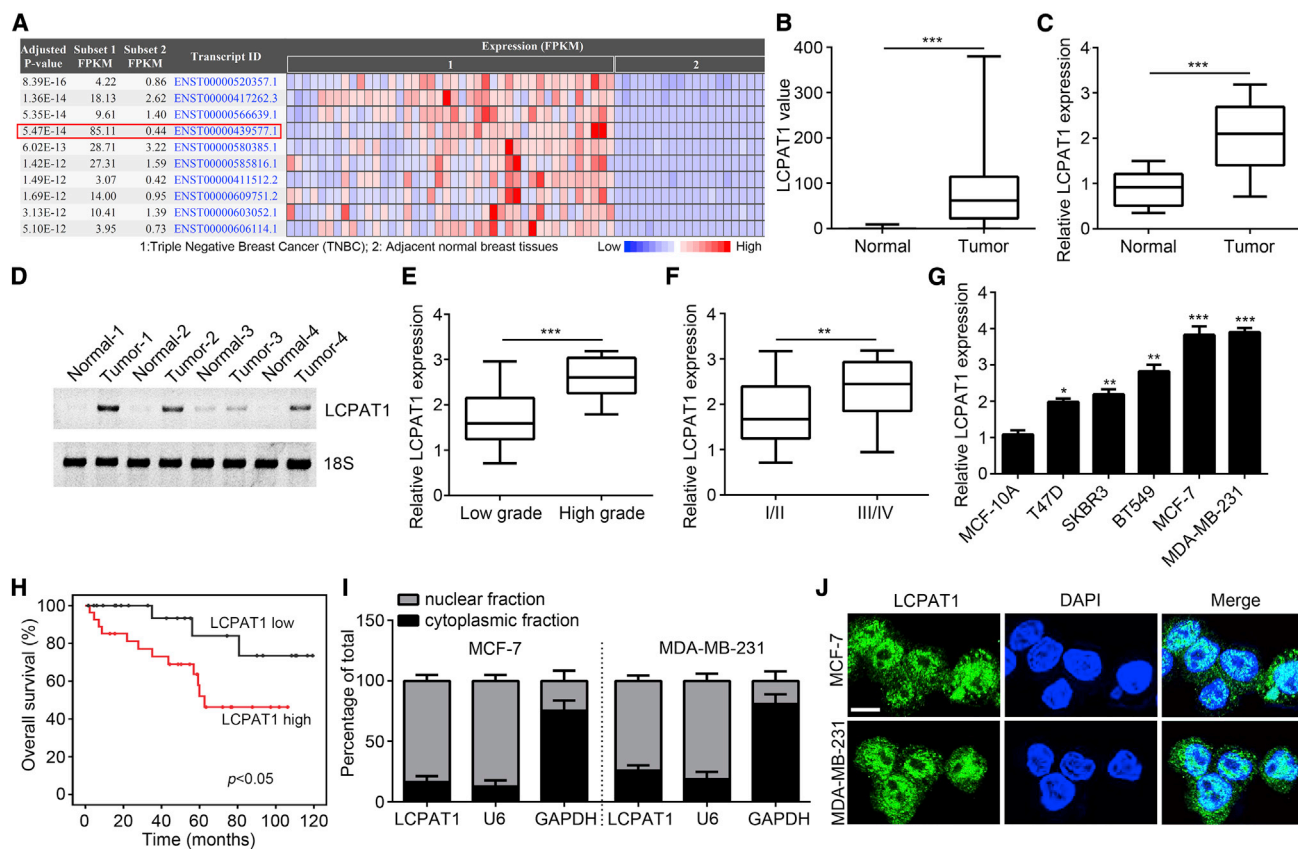 A
Adjusted P-value Subset 1 FPKM Subset 2 FPKM Transcript ID Expression (FPKM)
1 2
8.39E-16 4.22 0.86 ENST00000520357.1
1.36E-14 18.13 2.62 ENST00000417262.3
5.35E-14 9.61 1.40 ENST00000566639.1
5.47E-14 85.11 0.44 ENST00000439577.1
6.02E-13 28.71 3.22 ENST00000580385.1
1.42E-12 27.31 1.59 ENST00000585816.1
1.49E-12 3.07 0.42 ENST00000411512.2
1.69E-12 14.00 0.95 ENST00000609751.2
3.13E-12 10.41 1.39 ENST00000603052.1
5.10E-12 3.95 0.73 ENST00000606114.1
1:Triple Negative Breast Cancer (TNBC); 2: Adjacent normal breast tissues Low High
B
LCPAT1 value
400
300
200
100
0
***
Normal Tumor
C
Relative LCPAT1 expression
4
3
2
1
0
***
Normal Tumor
D
Normal-1 Tumor-1 Normal-2 Tumor-2 Normal-3 Tumor-3 Normal-4 Tumor-4
LCPAT1
18S
E
Relative LCPAT1 expression
4
3
2
1
0
***
Low grade High grade
F
Relative LCPAT1 expression
4
3
2
1
0
**
I/II III/IV
G
Relative LCPAT1 expression
5
4
3
2
1
0
* ** ** *** ***
MCF-10A T47D SKBR3 BT549 MCF-7 MDA-MB-231
H
Overall survival (%)
100
80
60
40
20
0
LCPAT1 low
LCPAT1 high
p<0.05
0 20 40 60 80 100 120
Time (months)
I
nuclear fraction
cytoplasmic fraction
Percentage of total
150
100
50
0
MCF-7 MDA-MB-231
LCPAT1 U6 GAPDH LCPAT1 U6 GAPDH
J
LCPAT1 DAPI Merge
MCF-7
MDA-MB-231